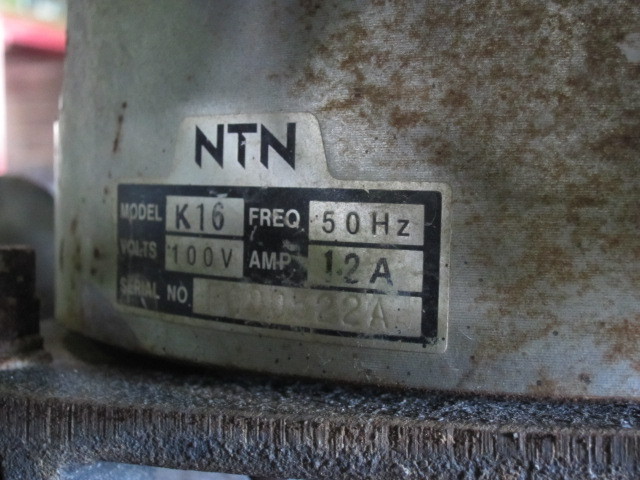 NTN
MODEL K16 FREQ 50Hz
VOLTS 100V AMP 12A
SERIAL NO.